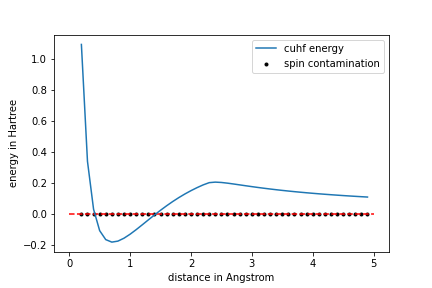 cuhf energy
spin contamination
energy in Hartree
1.0
0.8
0.6
0.4
0.2
0.0
−0.2
0 1 2 3 4 5
distance in Angstrom